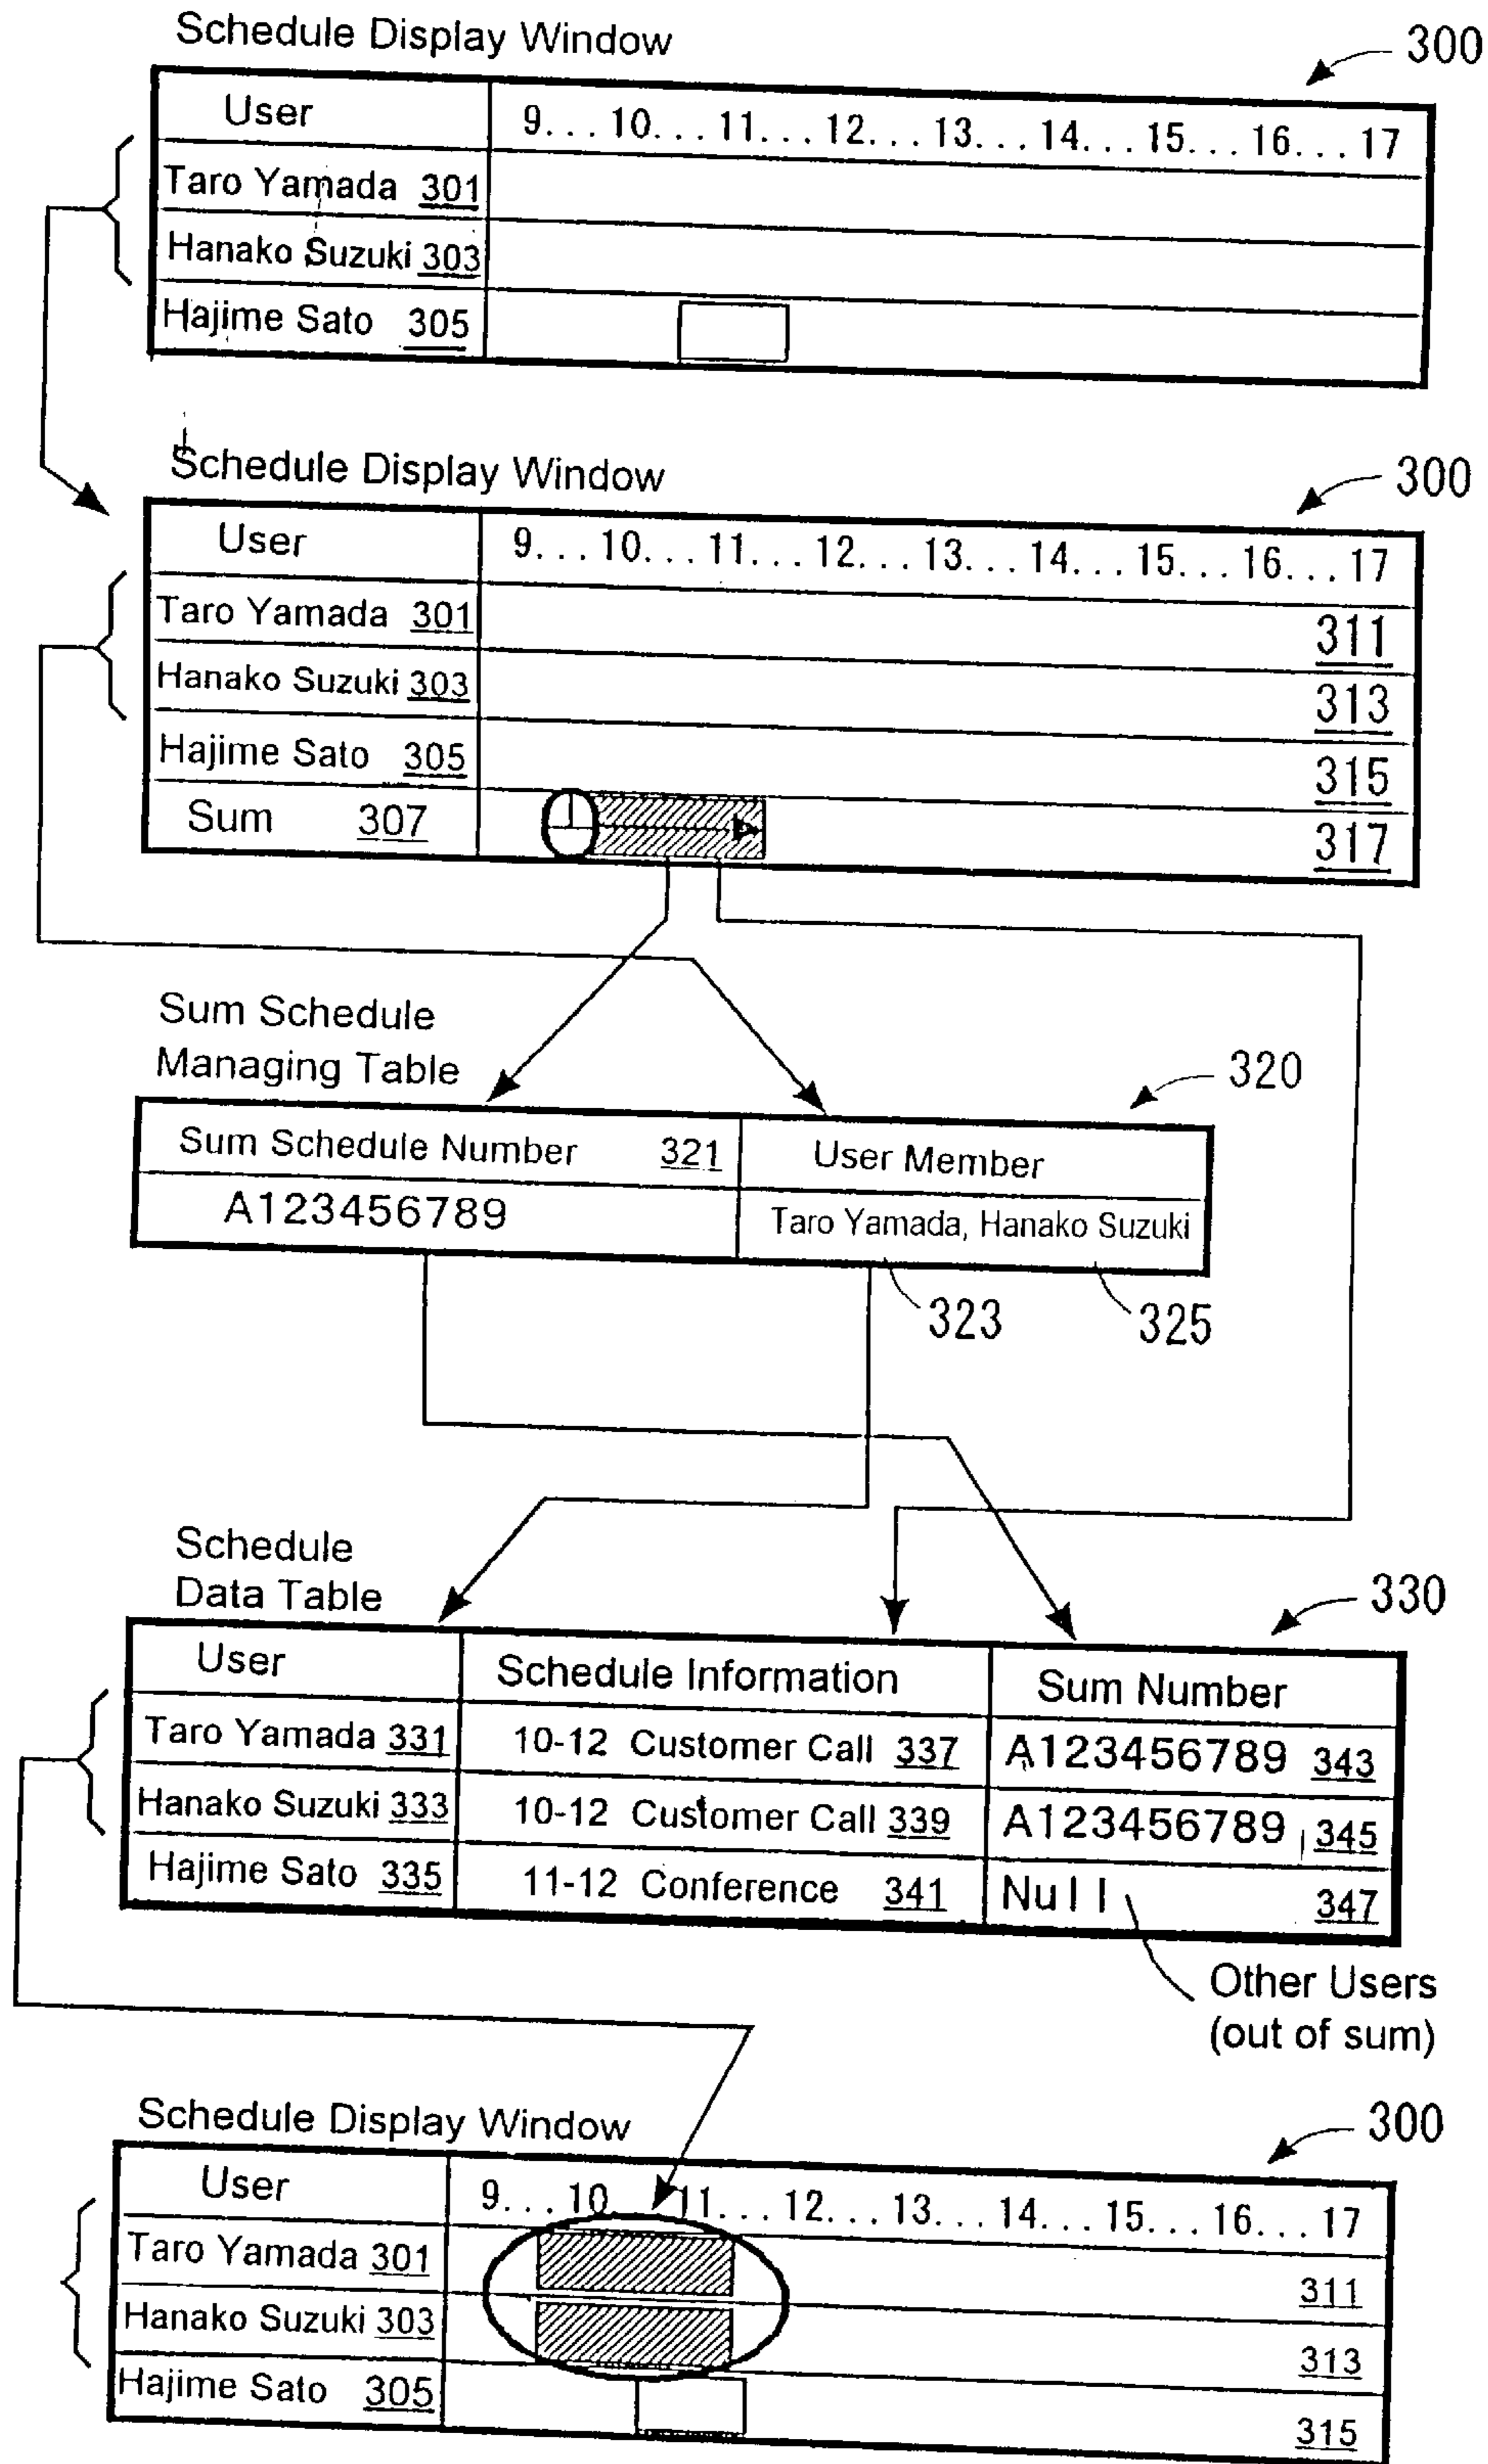 Schedule Display Window
300
User 9...10...11...12...13...14...15...16...17
Taro Yamada 301
Hanako Suzuki 303
Hajime Sato 305
Schedule Display Window
300
User 9...10...11...12...13...14...15...16...17
Taro Yamada 301 311
Hanako Suzuki 303 313
Hajime Sato 305 315
Sum 307 317
Sum Schedule
Managing Table
320
Sum Schedule Number 321 User Member
A123456789 Taro Yamada, Hanako Suzuki
323 325
Schedule
Data Table
330
User Schedule Information Sum Number
Taro Yamada 331 10-12 Customer Call 337 A123456789 343
Hanako Suzuki 333 10-12 Customer Call 339 A123456789 345
Hajime Sato 335 11-12 Conference 341 Null 347
Other Users
(out of sum)
Schedule Display Window
300
User 9...10 11...12...13...14...15...16...17
Taro Yamada 301 311
Hanako Suzuki 303 313
Hajime Sato 305 315